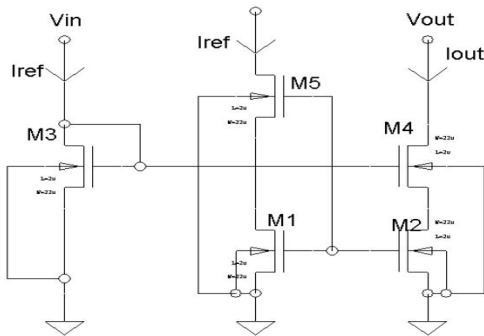 Vin
Iref
M3
L=2u
W=22u
Iref
M5
L=2u
W=22u
M1
L=2u
W=22u
Vout
Iout
M4
W=22u
L=2u
M2
W=22u
L=2u